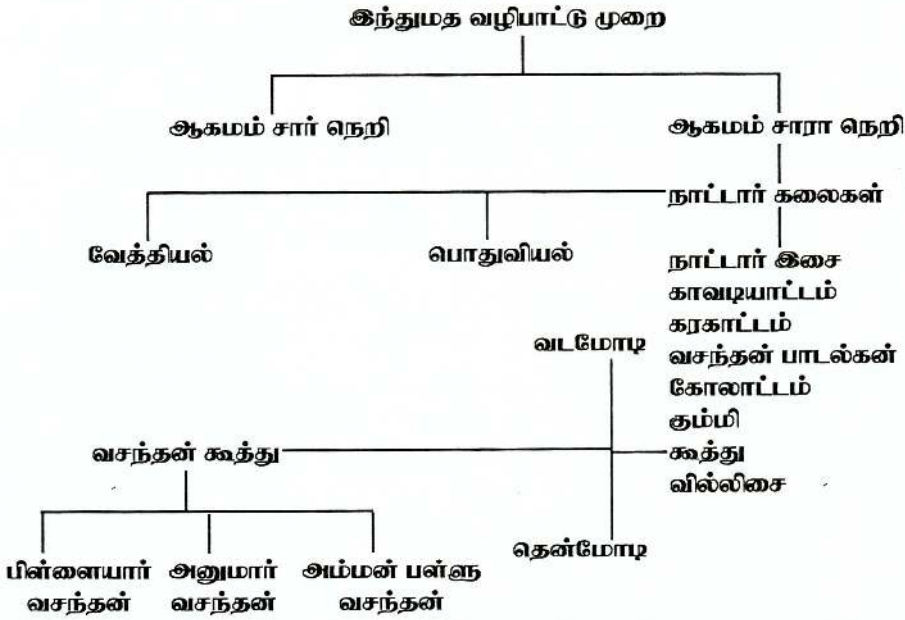 இந்துமத வழிபாட்டு முறை
ஆகமம் சார் நெறி
ஆகமம் சாரா நெறி
நாட்டார் கலைகள்
வேத்தியல்
பொதுவியல்
நாட்டார் இசை
காவடியாட்டம்
கரகாட்டம்
வசந்தன் பாடல்கன்
கோலாட்டம்
கும்மி
கூத்து
வில்லிசை
வடமோடி
வசந்தன் கூத்து
தென்மோடி
பிள்ளையார்
வசந்தன்
அனுமார்
வசந்தன்
அம்மன் பள்ளு
வசந்தன்